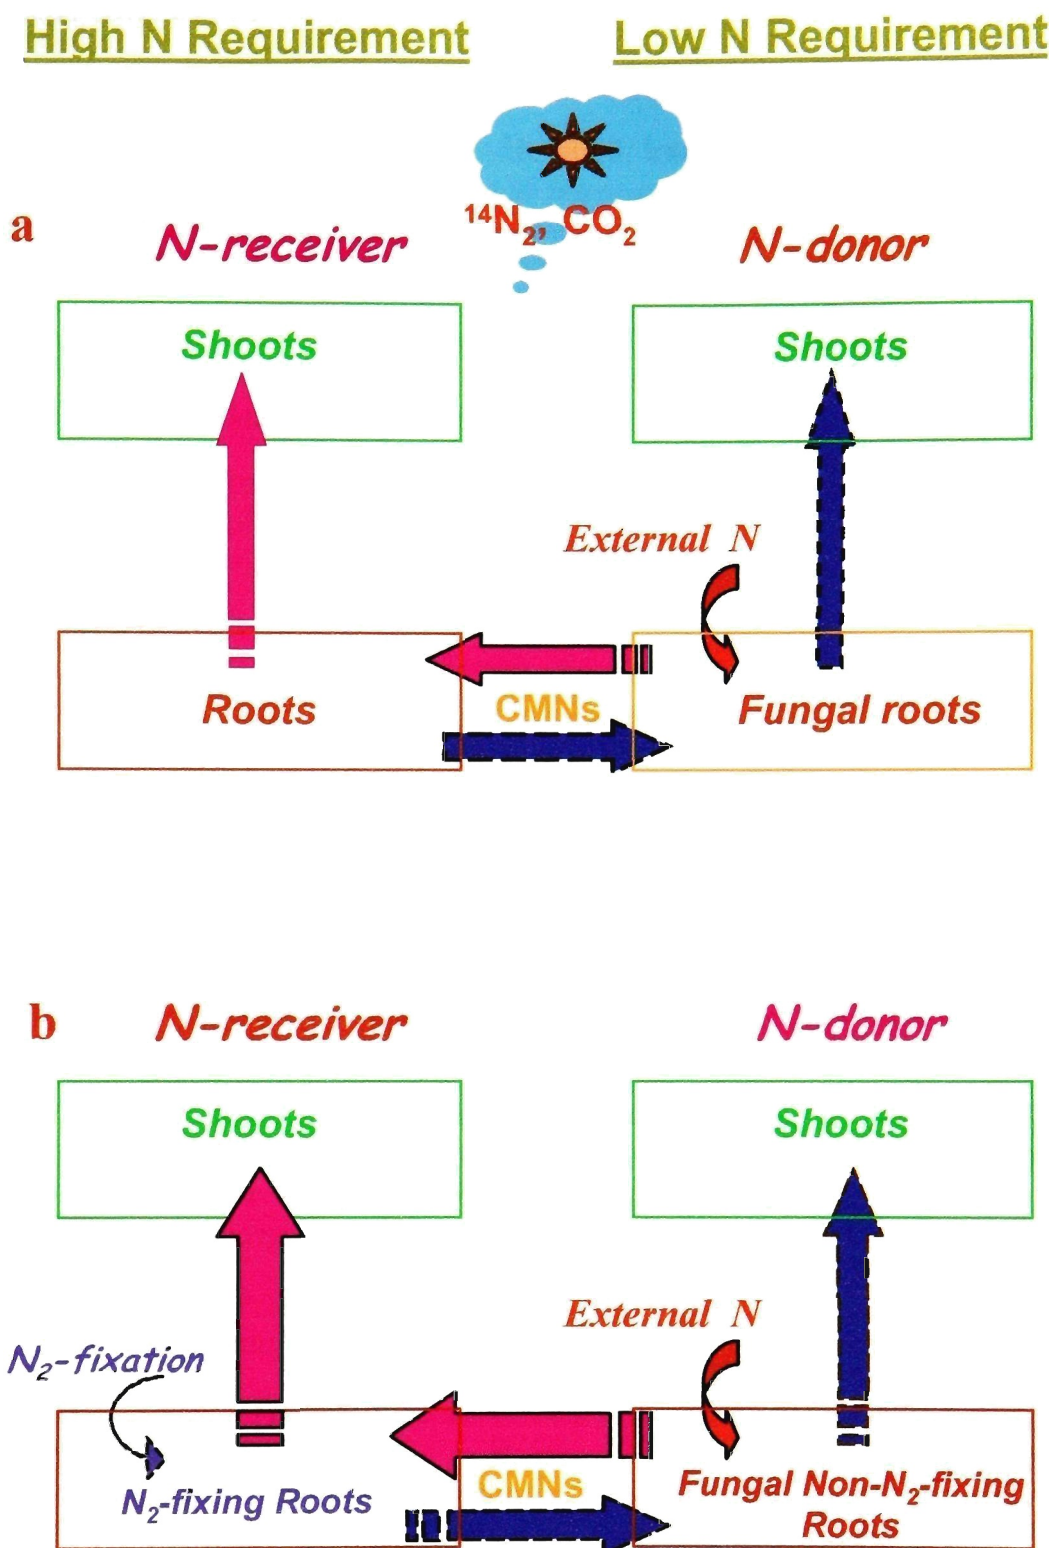 High N Requirement Low N Requirement
¹⁴N₂, CO₂
a
N-receiver N-donor
Shoots Shoots
External N
CMNs
Roots Fungal roots
b N-receiver N-donor
Shoots Shoots
External N
N₂-fixation
CMNs
N₂-fixing Roots Fungal Non-N₂-fixing
Roots